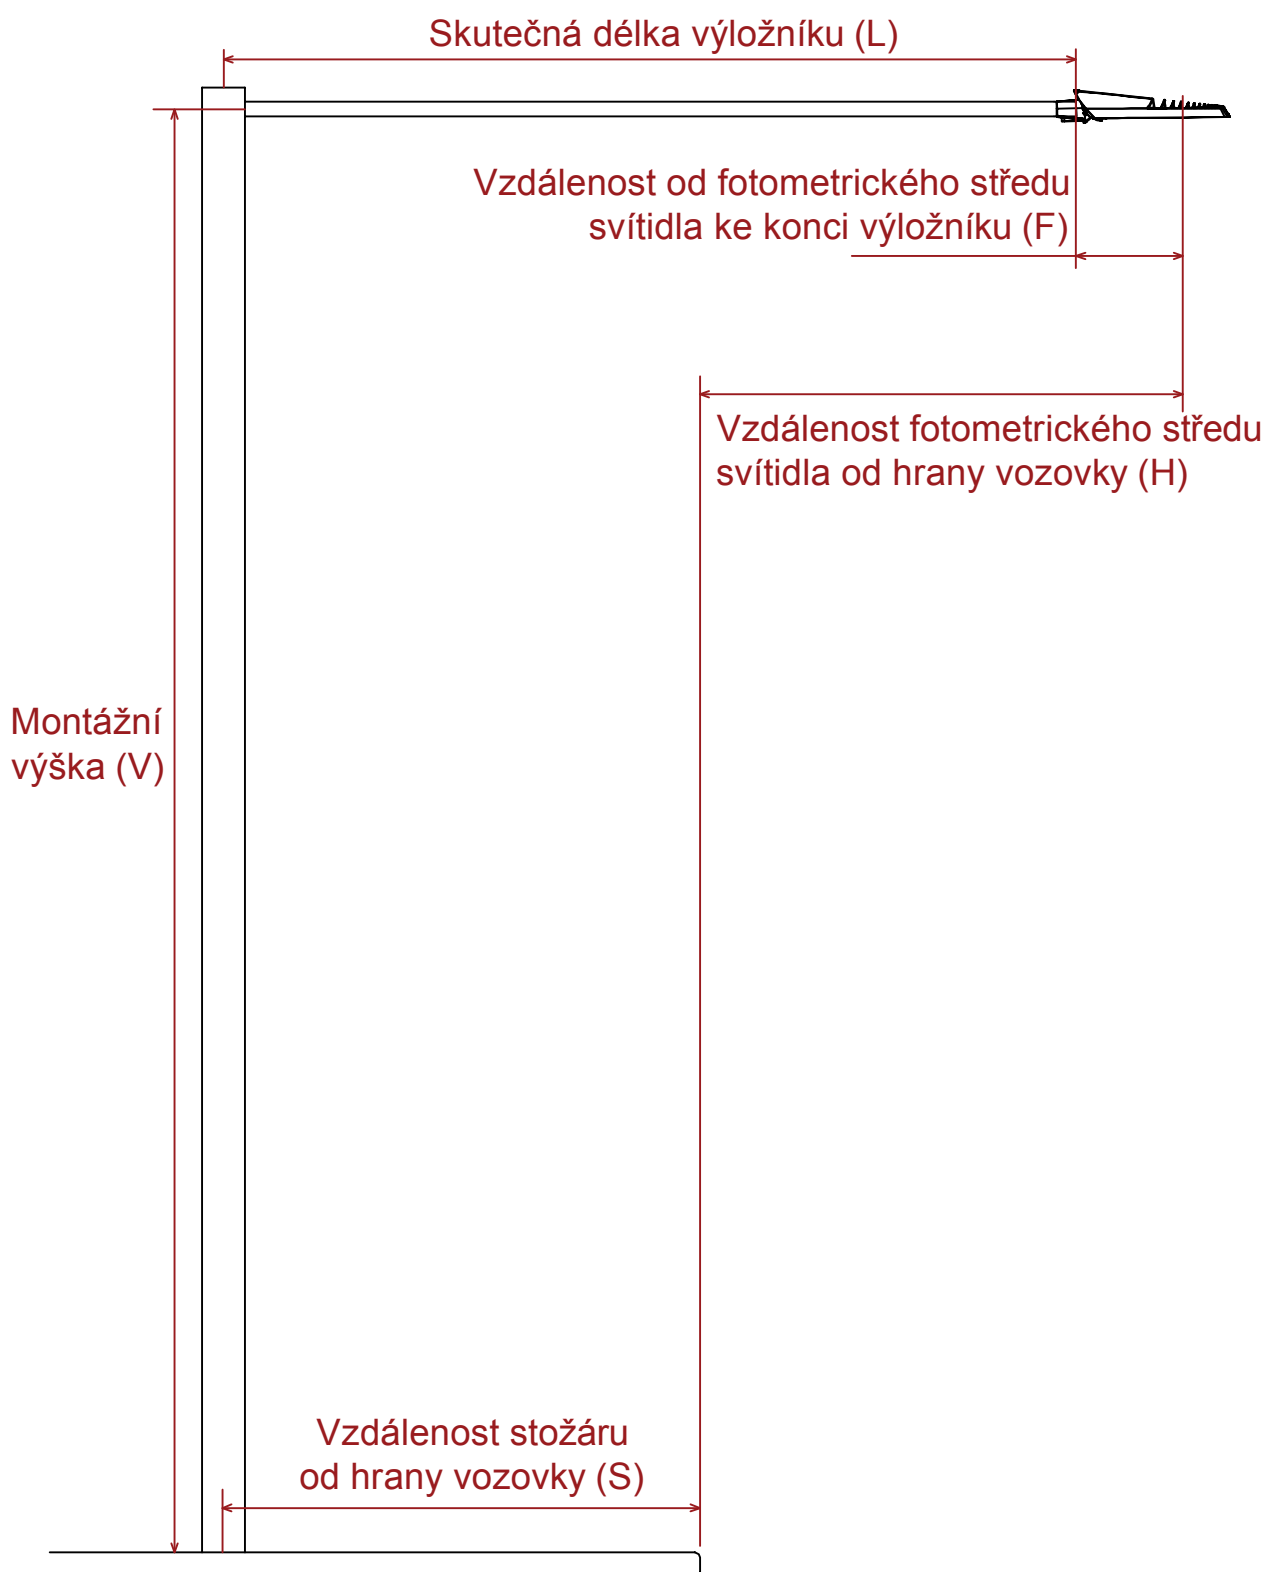 Skutečná délka výložníku (L)
Vzdálenost od fotometrického středu
svítidla ke konci výložníku (F)
Vzdálenost fotometrického středu
svítidla od hrany vozovky (H)
Montážní
výška (V)
Vzdálenost stožáru
od hrany vozovky (S)